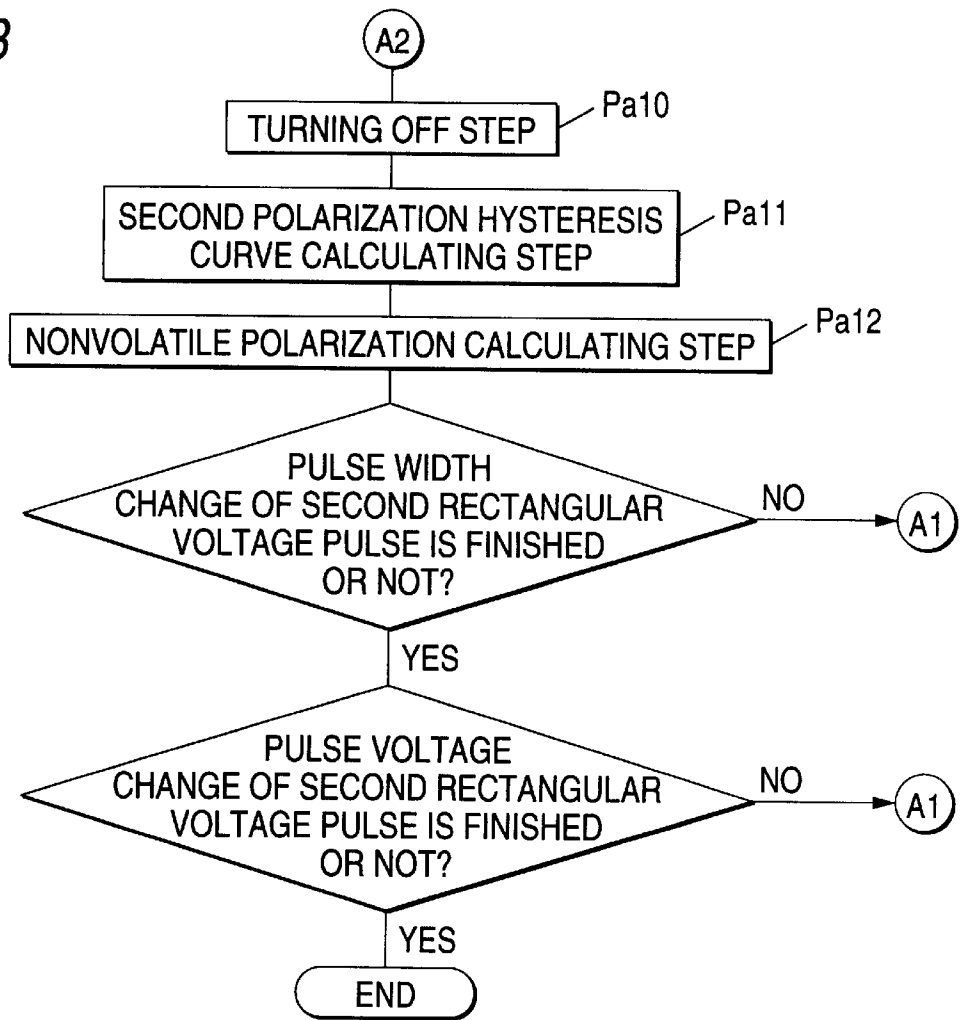 B
A2
TURNING OFF STEP
Pa10
SECOND POLARIZATION HYSTERESIS
CURVE CALCULATING STEP
Pa11
NONVOLATILE POLARIZATION CALCULATING STEP
Pa12
PULSE WIDTH
CHANGE OF SECOND RECTANGULAR
VOLTAGE PULSE IS FINISHED
OR NOT?
NO
A1
YES
PULSE VOLTAGE
CHANGE OF SECOND RECTANGULAR
VOLTAGE PULSE IS FINISHED
OR NOT?
NO
A1
YES
END